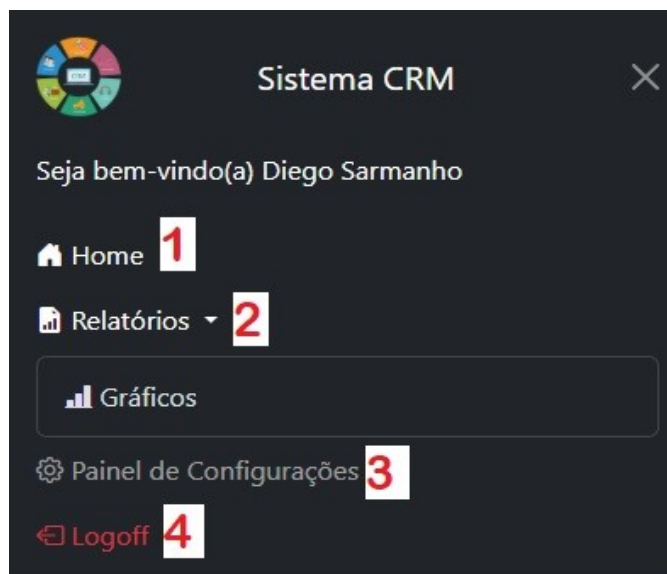 Sistema CRM
Seja bem-vindo(a) Diego Sarmanho
Home 1
Relatórios 2
Gráficos
Painel de Configurações 3
Logoff 4